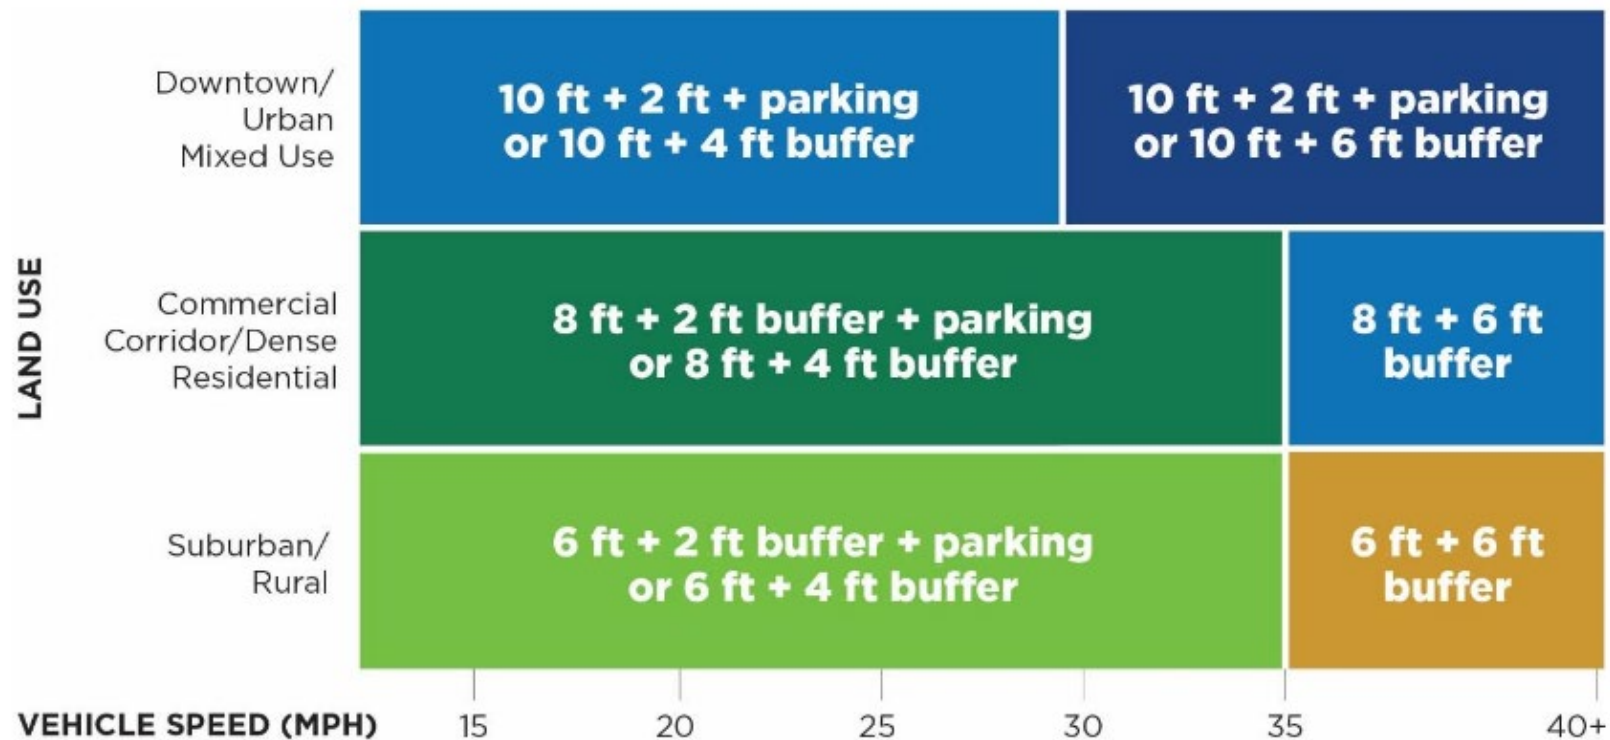 LAND USE
Downtown/
Urban
Mixed Use
10 ft + 2 ft + parking
or 10 ft + 4 ft buffer
10 ft + 2 ft + parking
or 10 ft + 6 ft buffer
Commercial
Corridor/Dense
Residential
8 ft + 2 ft buffer + parking
or 8 ft + 4 ft buffer
8 ft + 6 ft
buffer
Suburban/
Rural
6 ft + 2 ft buffer + parking
or 6 ft + 4 ft buffer
6 ft + 6 ft
buffer
VEHICLE SPEED (MPH) 15 20 25 30 35 40+